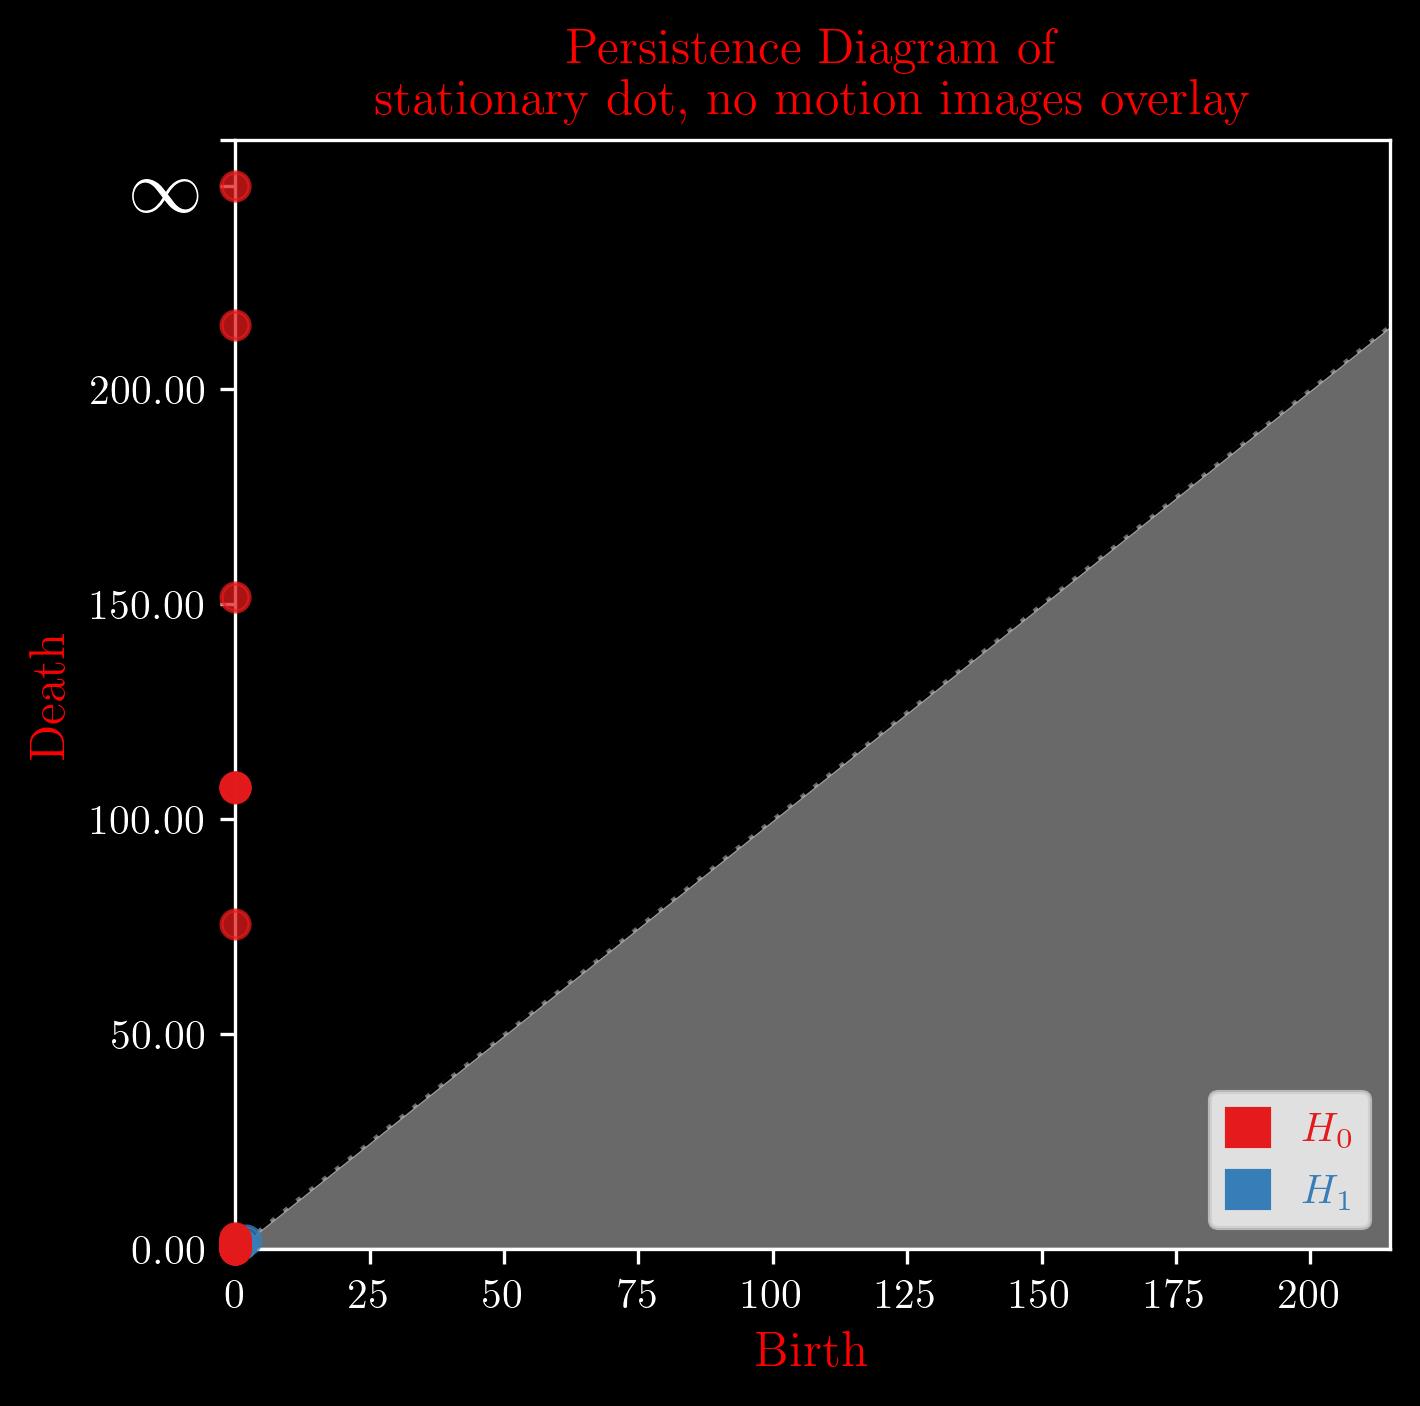 Persistence Diagram of
stationary dot, no motion images overlay
∞
200.00
150.00
100.00
50.00
0.00
Death
0 25 50 75 100 125 150 175 200
Birth
H₀
H₁